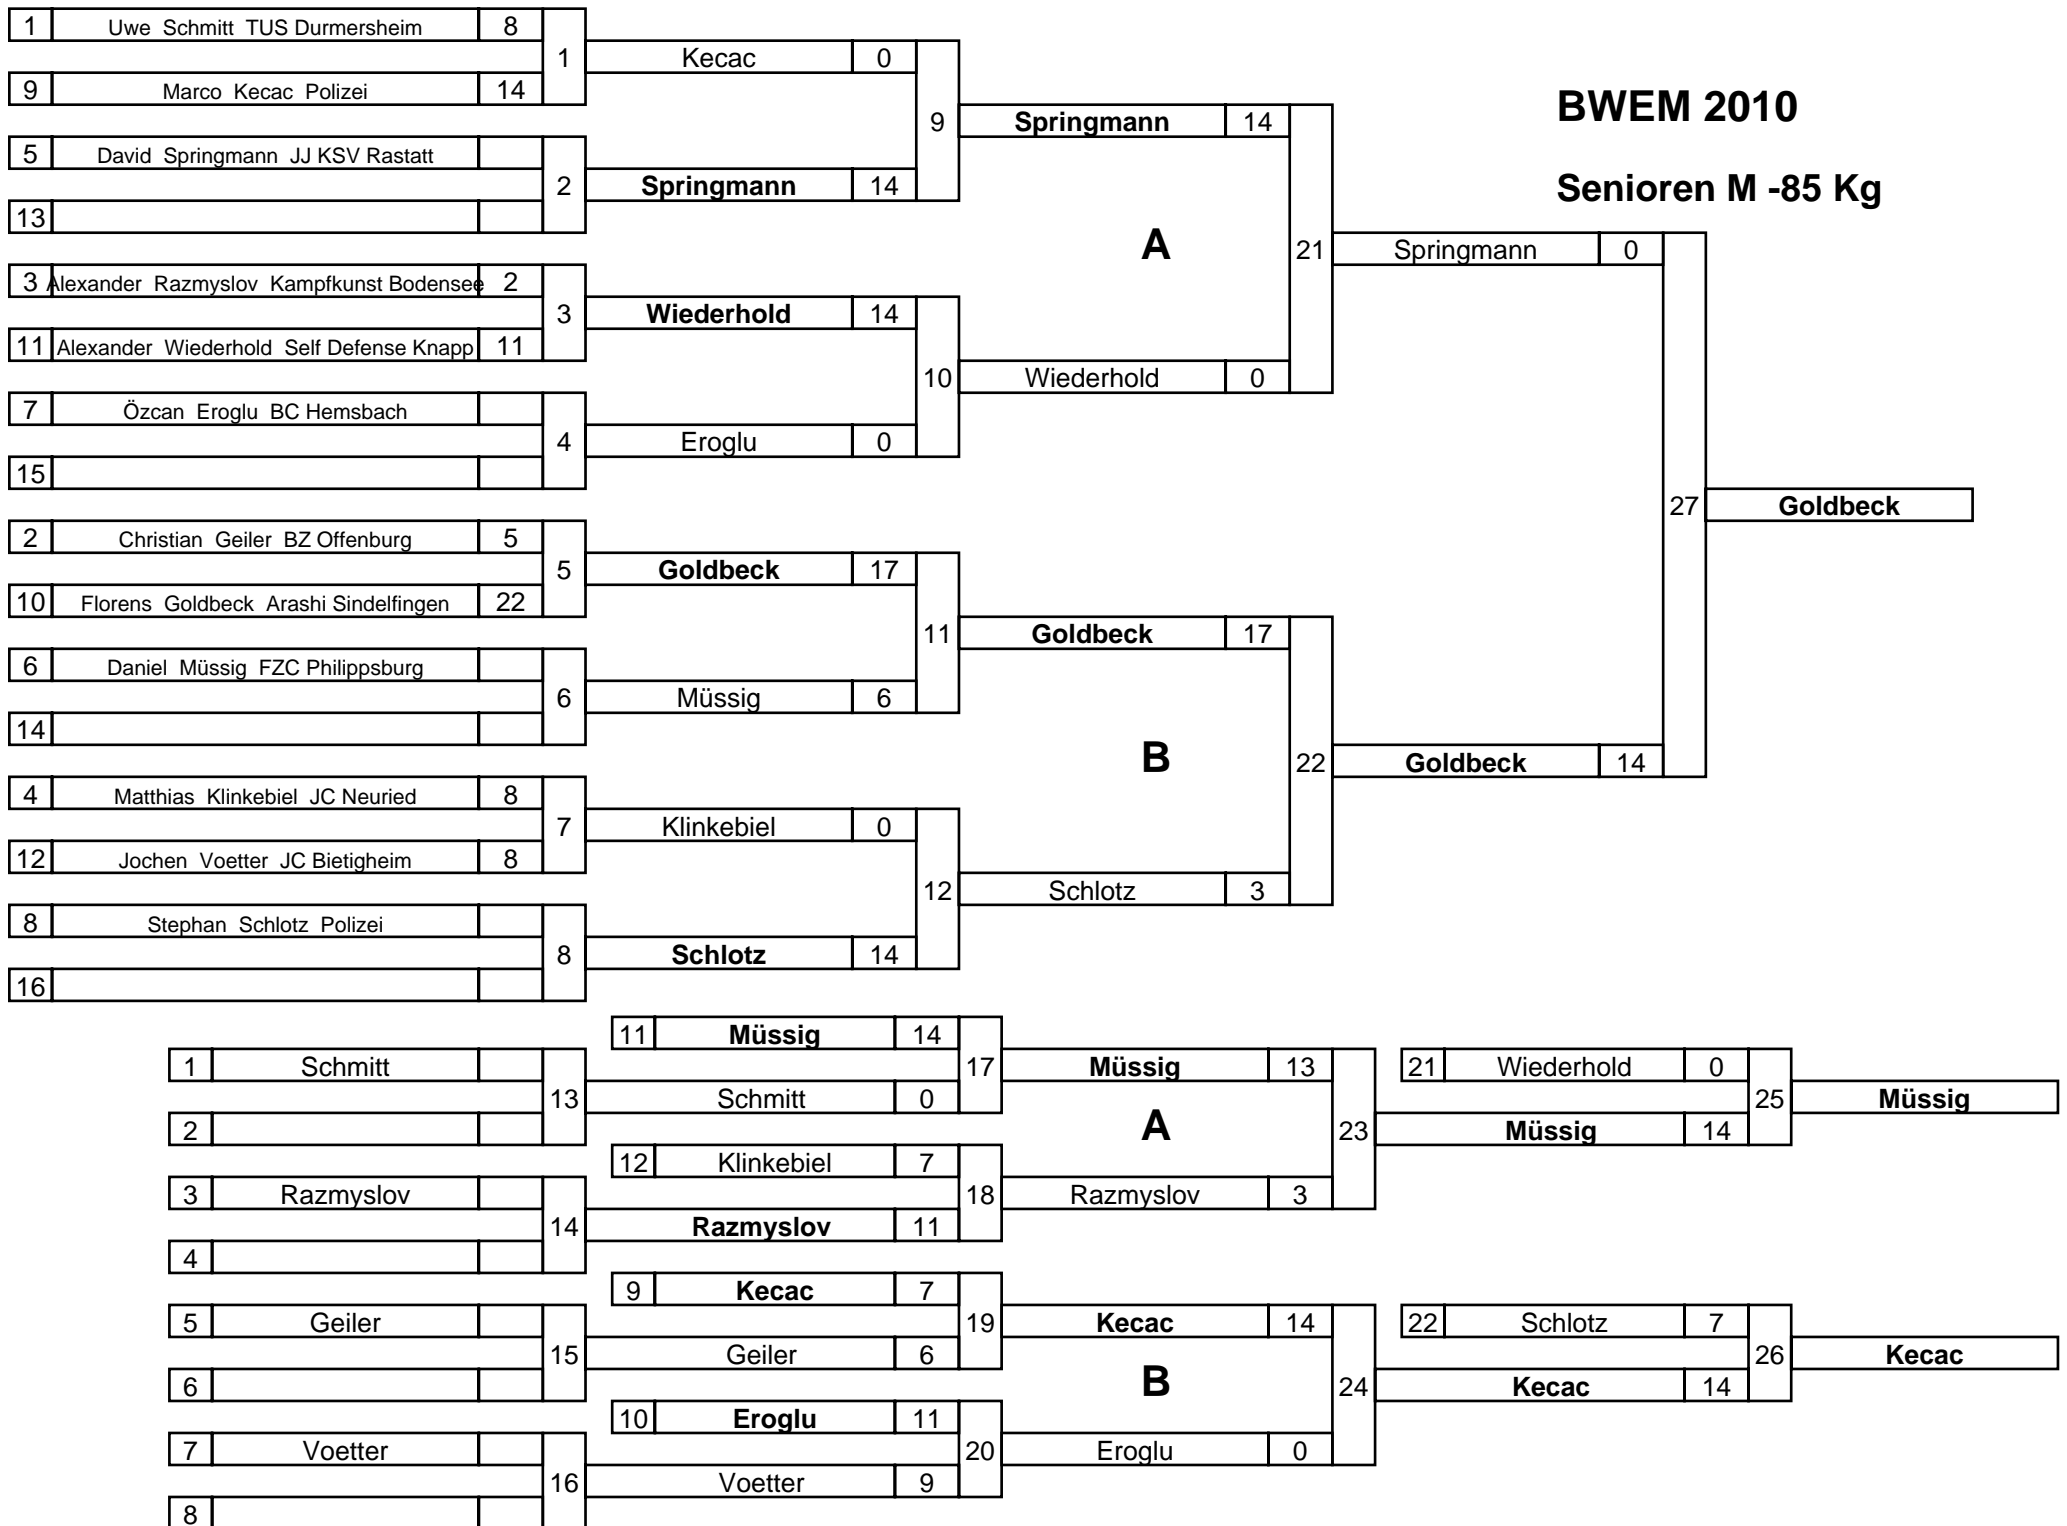 BWEM 2010
Senioren M -85 Kg
1 Uwe Schmitt TUS Durmersheim 8
1 Kecac 0
9 Marco Kecac Polizei 14
9 Springmann 14
5 David Springmann JJ KSV Rastatt
2 Springmann 14
13
A
21 Springmann 0
3 Alexander Razmyslov Kampfkunst Bodensee 2
3 Wiederhold 14
11 Alexander Wiederhold Self Defense Knapp 11
10 Wiederhold 0
7 Özcan Eroglu BC Hemsbach
4 Eroglu 0
15
27 Goldbeck
2 Christian Geiler BZ Offenburg 5
5 Goldbeck 17
10 Florens Goldbeck Arashi Sindelfingen 22
11 Goldbeck 17
6 Daniel Müssig FZC Philippsburg
6 Müssig 6
14
B
22 Goldbeck 14
4 Matthias Klinkebiel JC Neuried 8
7 Klinkebiel 0
12 Jochen Voetter JC Bietigheim 8
12 Schlotz 3
8 Stephan Schlotz Polizei
8 Schlotz 14
16
11 Müssig 14
1 Schmitt
17 Müssig 13
21 Wiederhold 0
13 Schmitt 0
25 Müssig
2
A
23 Müssig 14
12 Klinkebiel 7
3 Razmyslov
18 Razmyslov 3
14 Razmyslov 11
4
9 Kecac 7
5 Geiler
19 Kecac 14
22 Schlotz 7
15 Geiler 6
26 Kecac
6
B
24 Kecac 14
10 Eroglu 11
7 Voetter
20 Eroglu 0
16 Voetter 9
8